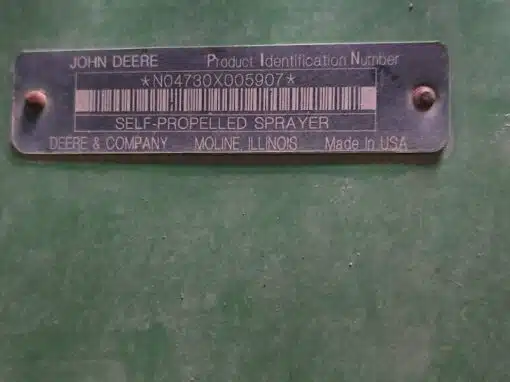 JOHN DEERE Product Identification Number
*N04730X005907*
SELF-PROPELLED SPRAYER
DEERE & COMPANY MOLINE, ILLINOIS Made In USA